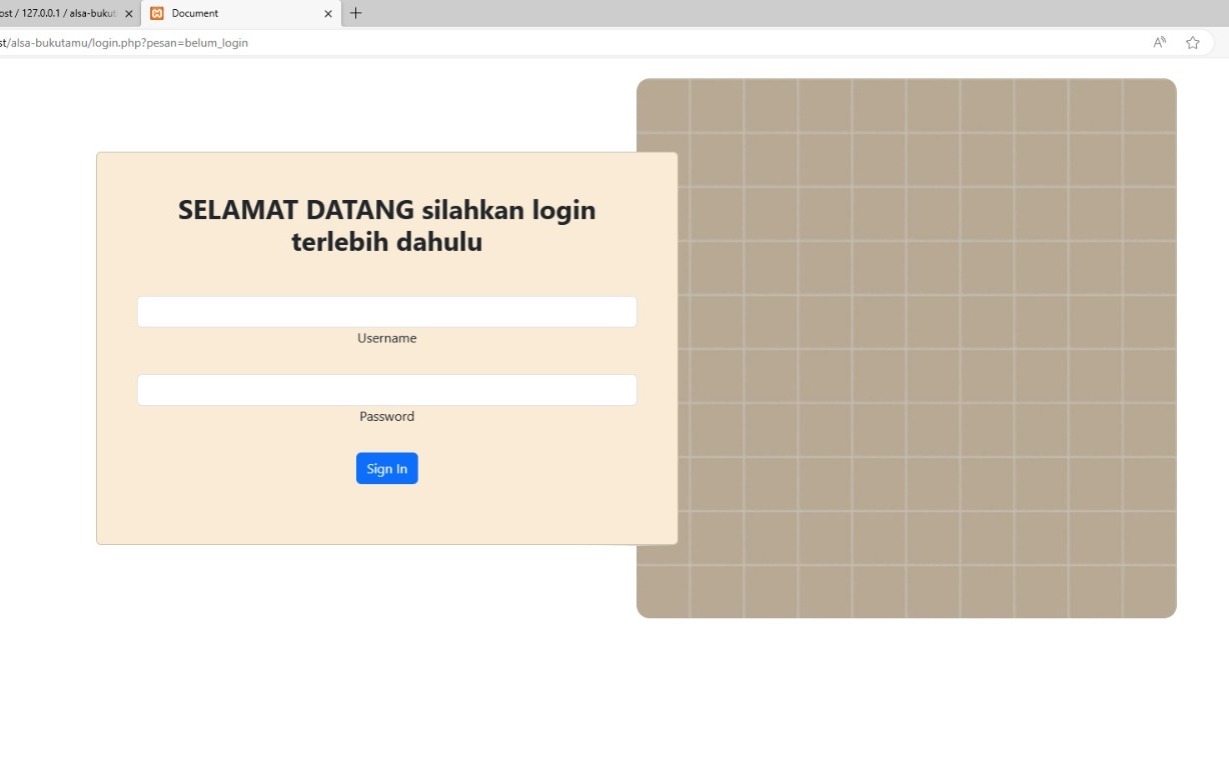 ost / 127.0.0.1 / alsa-bukut
Document
st/alsa-bukutamu/login.php?pesan=belum_login
SELAMAT DATANG silahkan login
terlebih dahulu
Username
Password
Sign In